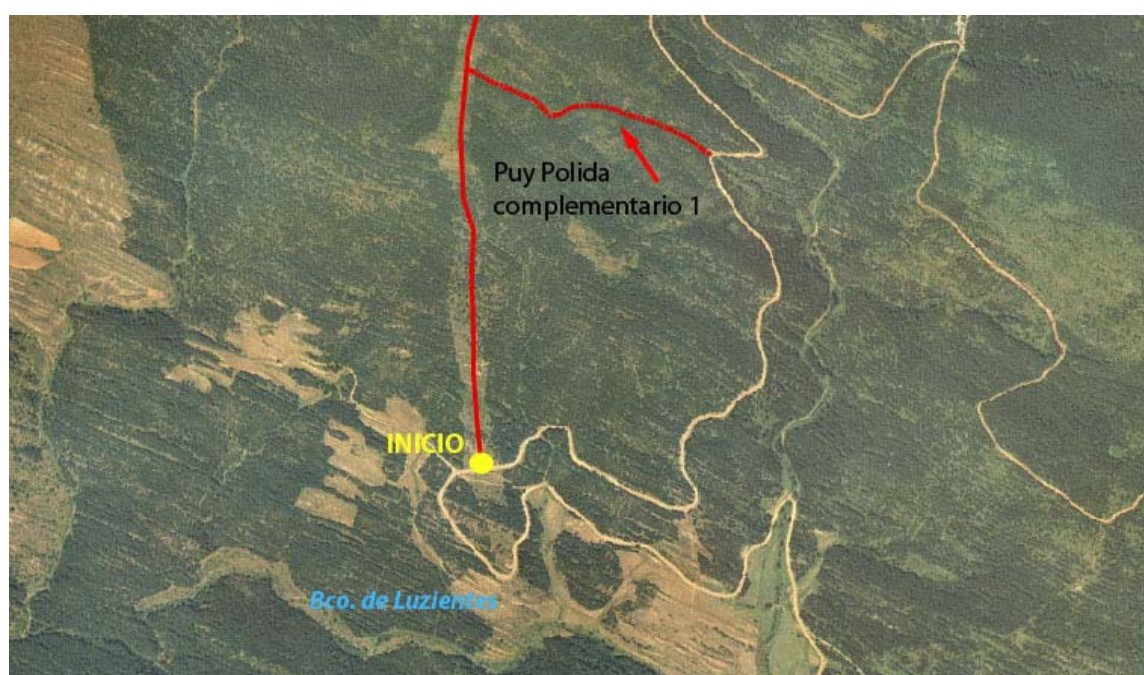 Puy Polida
complementario 1
INICIO
Bco. de Luzientes